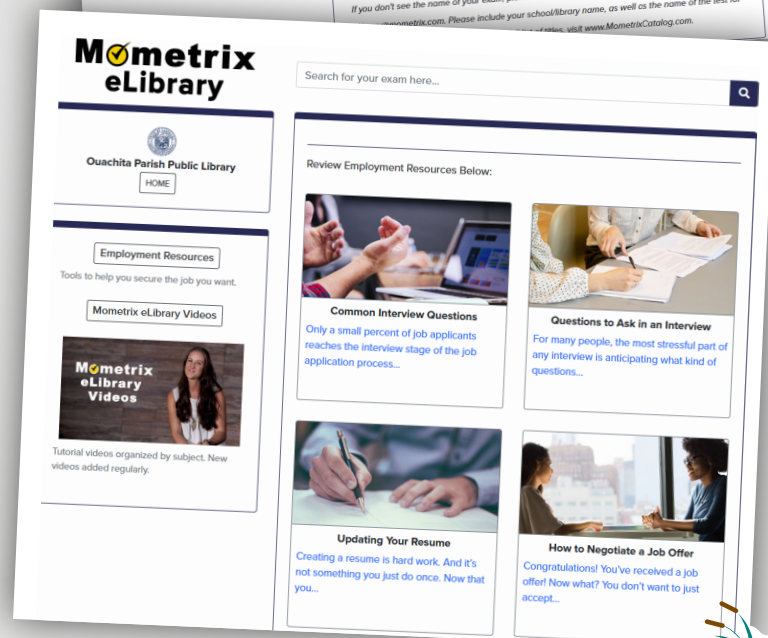 If you don't see the name of your exam,
mometrix.com. Please include your school/library name, as well as the name of the test for
of titles, visit www.MometrixCatalog.com.
Mometrix
eLibrary
Search for your exam here...
Ouachita Parish Public Library
HOME
Employment Resources
Tools to help you secure the job you want.
Mometrix eLibrary Videos
Mometrix
eLibrary
Videos
Tutorial videos organized by subject. New
videos added regularly.
Review Employment Resources Below:
Common Interview Questions
Only a small percent of job applicants
reaches the interview stage of the job
application process...
Questions to Ask in an Interview
For many people, the most stressful part of
any interview is anticipating what kind of
questions...
Updating Your Resume
Creating a resume is hard work. And it's
not something you just do once. Now that
you...
How to Negotiate a Job Offer
Congratulations! You've received a job
offer! Now what? You don't want to just
accept...